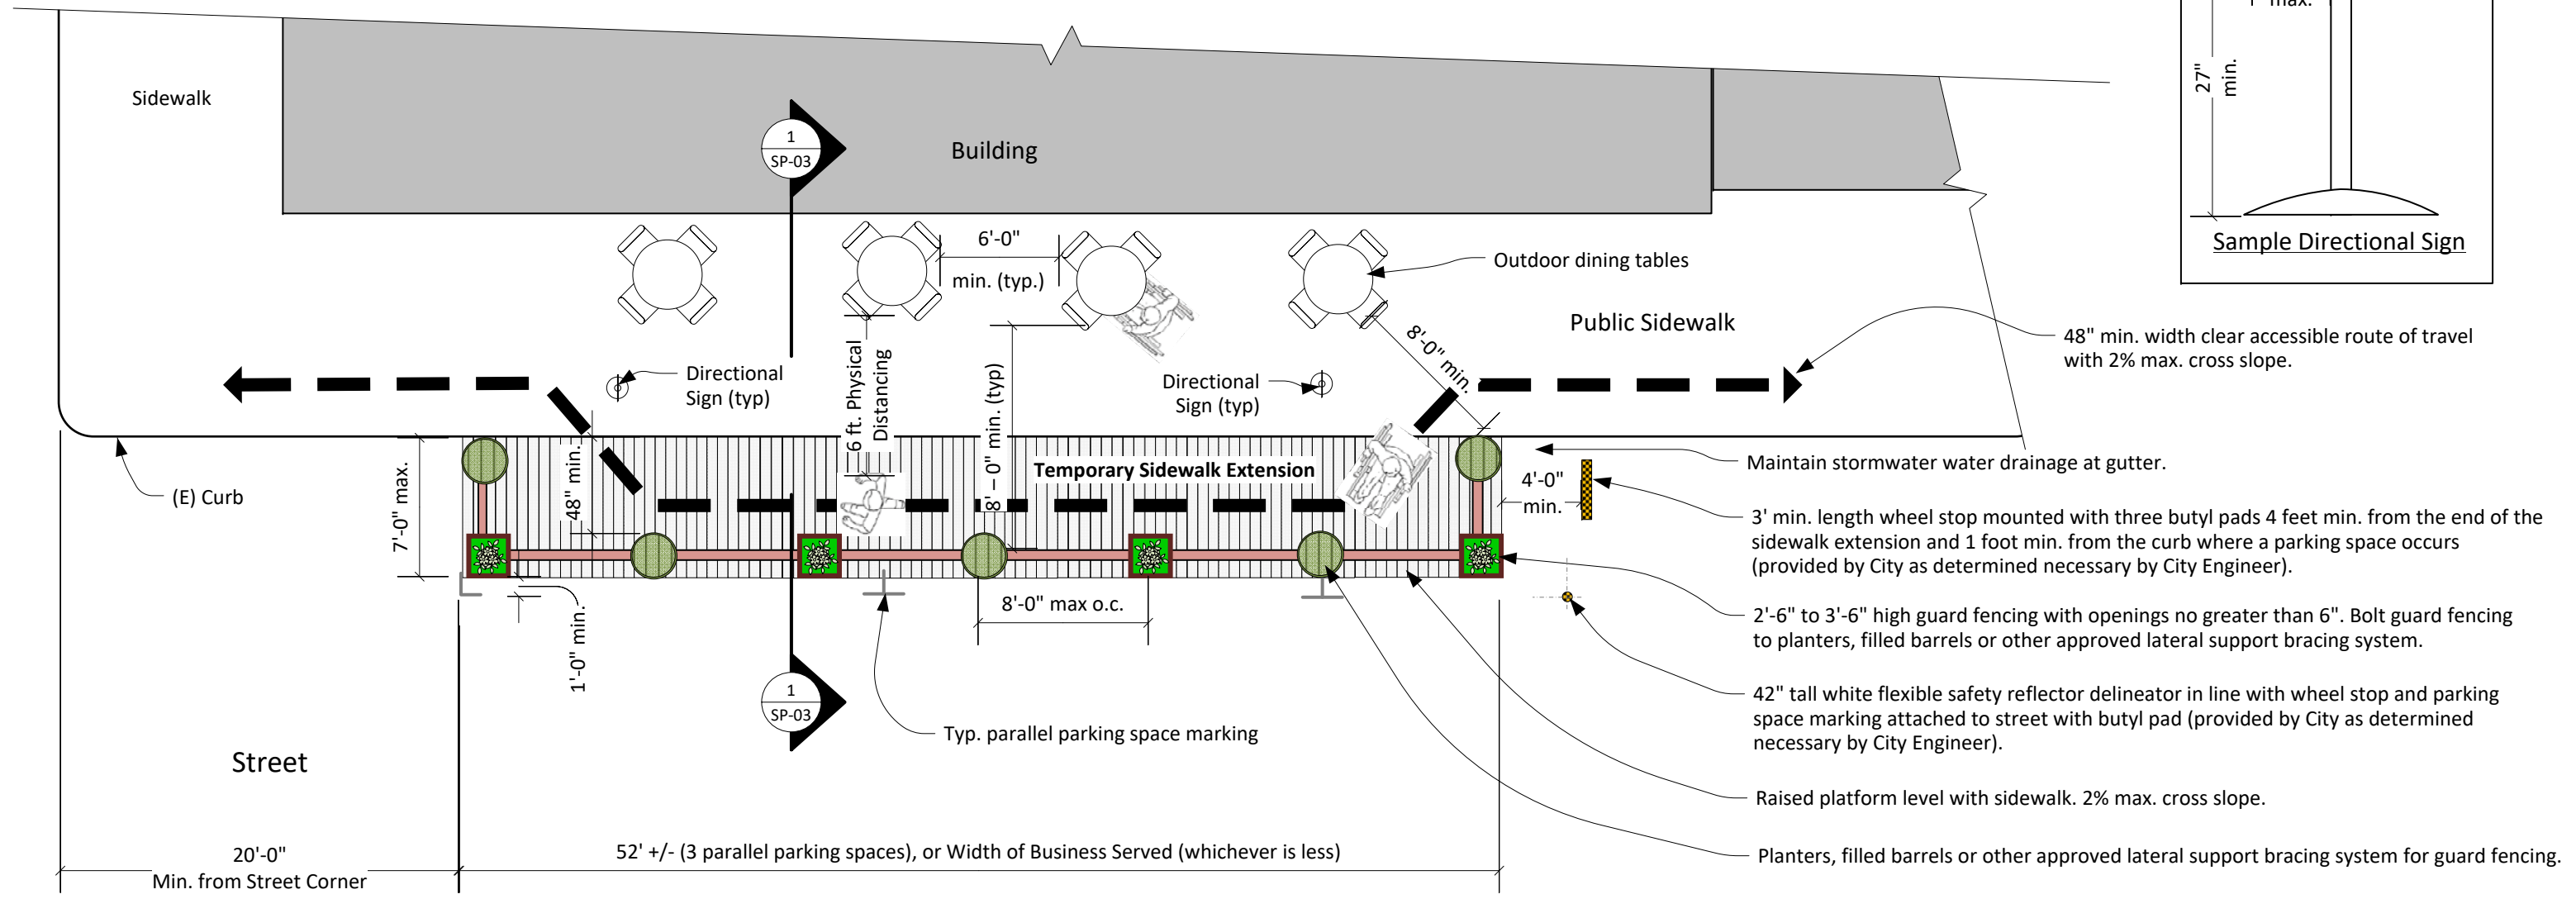 max.
27"
min.
Sample Directional Sign
Sidewalk
1
SP-03
Building
6'-0"
min. (typ.)
Outdoor dining tables
Public Sidewalk
8'-0" min.
48" min. width clear accessible route of travel
with 2% max. cross slope.
Directional
Sign (typ)
6 ft. Physical
Distancing
8' – 0" min. (typ)
Directional
Sign (typ)
(E) Curb
7'-0" max.
48" min.
Temporary Sidewalk Extension
4'-0"
min.
Maintain stormwater water drainage at gutter.
3' min. length wheel stop mounted with three butyl pads 4 feet min. from the end of the
sidewalk extension and 1 foot min. from the curb where a parking space occurs
(provided by City as determined necessary by City Engineer).
1'-0" min.
8'-0" max o.c.
2'-6" to 3'-6" high guard fencing with openings no greater than 6". Bolt guard fencing
to planters, filled barrels or other approved lateral support bracing system.
1
SP-03
Typ. parallel parking space marking
42" tall white flexible safety reflector delineator in line with wheel stop and parking
space marking attached to street with butyl pad (provided by City as determined
necessary by City Engineer).
Street
Raised platform level with sidewalk. 2% max. cross slope.
20'-0"
Min. from Street Corner
52' +/- (3 parallel parking spaces), or Width of Business Served (whichever is less)
Planters, filled barrels or other approved lateral support bracing system for guard fencing.